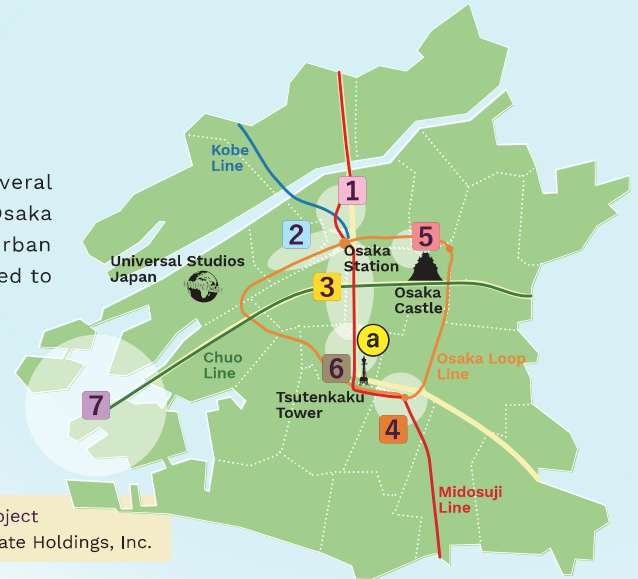 veral
Osaka
rban
ed to
Kobe
Line
1
2
Osaka
Station
5
Universal Studios
Japan
3
Osaka
Castle
a
Chuo
Line
6
Osaka Loop
Line
Tsutenkaku
Tower
7
4
Midosuji
Line
oject
ate Holdings, Inc.